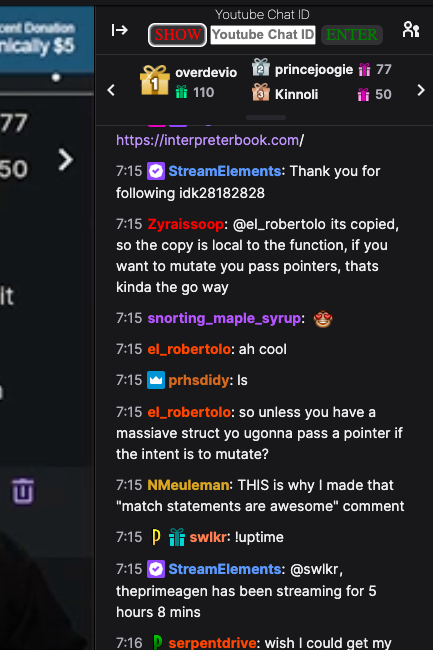 Youtube Chat ID
SHOW Youtube Chat ID ENTER
cent Donation
nically $5
1 overdevio
110
2 princejoogie 77
3 Kinnoli 50
77
50
it
https://interpreterbook.com/
7:15 StreamElements: Thank you for
following idk28182828
7:15 Zyraissoop: @el_robertolo its copied,
so the copy is local to the function, if you
want to mutate you pass pointers, thats
kinda the go way
7:15 snorting_maple_syrup:
7:15 el_robertolo: ah cool
7:15 prhsdidy: ls
7:15 el_robertolo: so unless you have a
massiave struct yo ugonna pass a pointer if
the intent is to mutate?
7:15 NMeuleman: THIS is why I made that
"match statements are awesome" comment
7:15 swlkr: !uptime
7:15 StreamElements: @swlkr,
theprimeagen has been streaming for 5
hours 8 mins
7:16 serpentdrive: wish I could get my